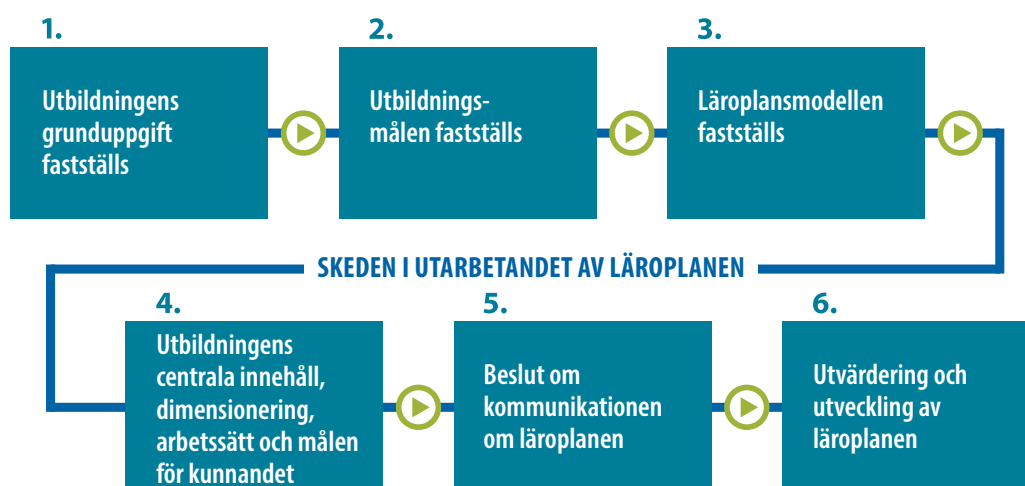 1.
Utbildningens
grunduppgift
fastställs
2.
Utbildnings-
målen fastställs
3.
Läroplansmodellen
fastställs
SKEDEN I UTARBETANDET AV LÄROPLANEN
4.
Utbildningens
centrala innehåll,
dimensionering,
arbetssätt och målen
för kunnandet
5.
Beslut om
kommunikationen
om läroplanen
6.
Utvärdering och
utveckling av
läroplanen